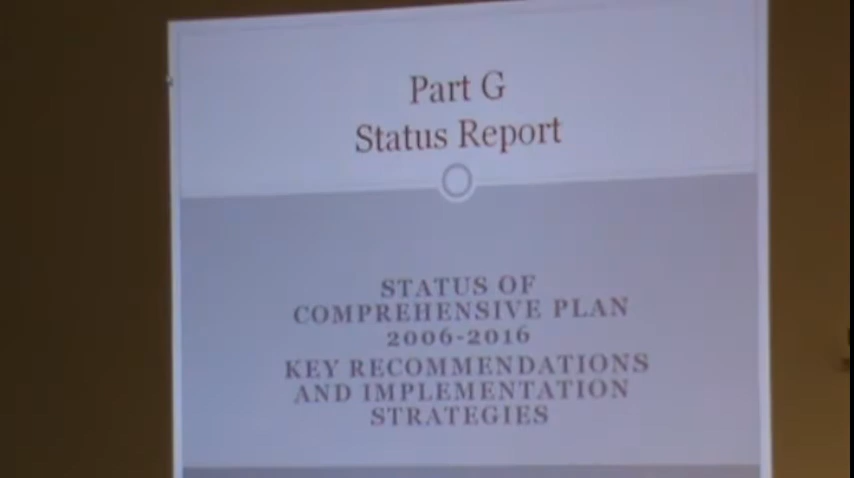 Part G
Status Report
STATUS OF
COMPREHENSIVE PLAN
2006-2016
KEY RECOMMENDATIONS
AND IMPLEMENTATION
STRATEGIES